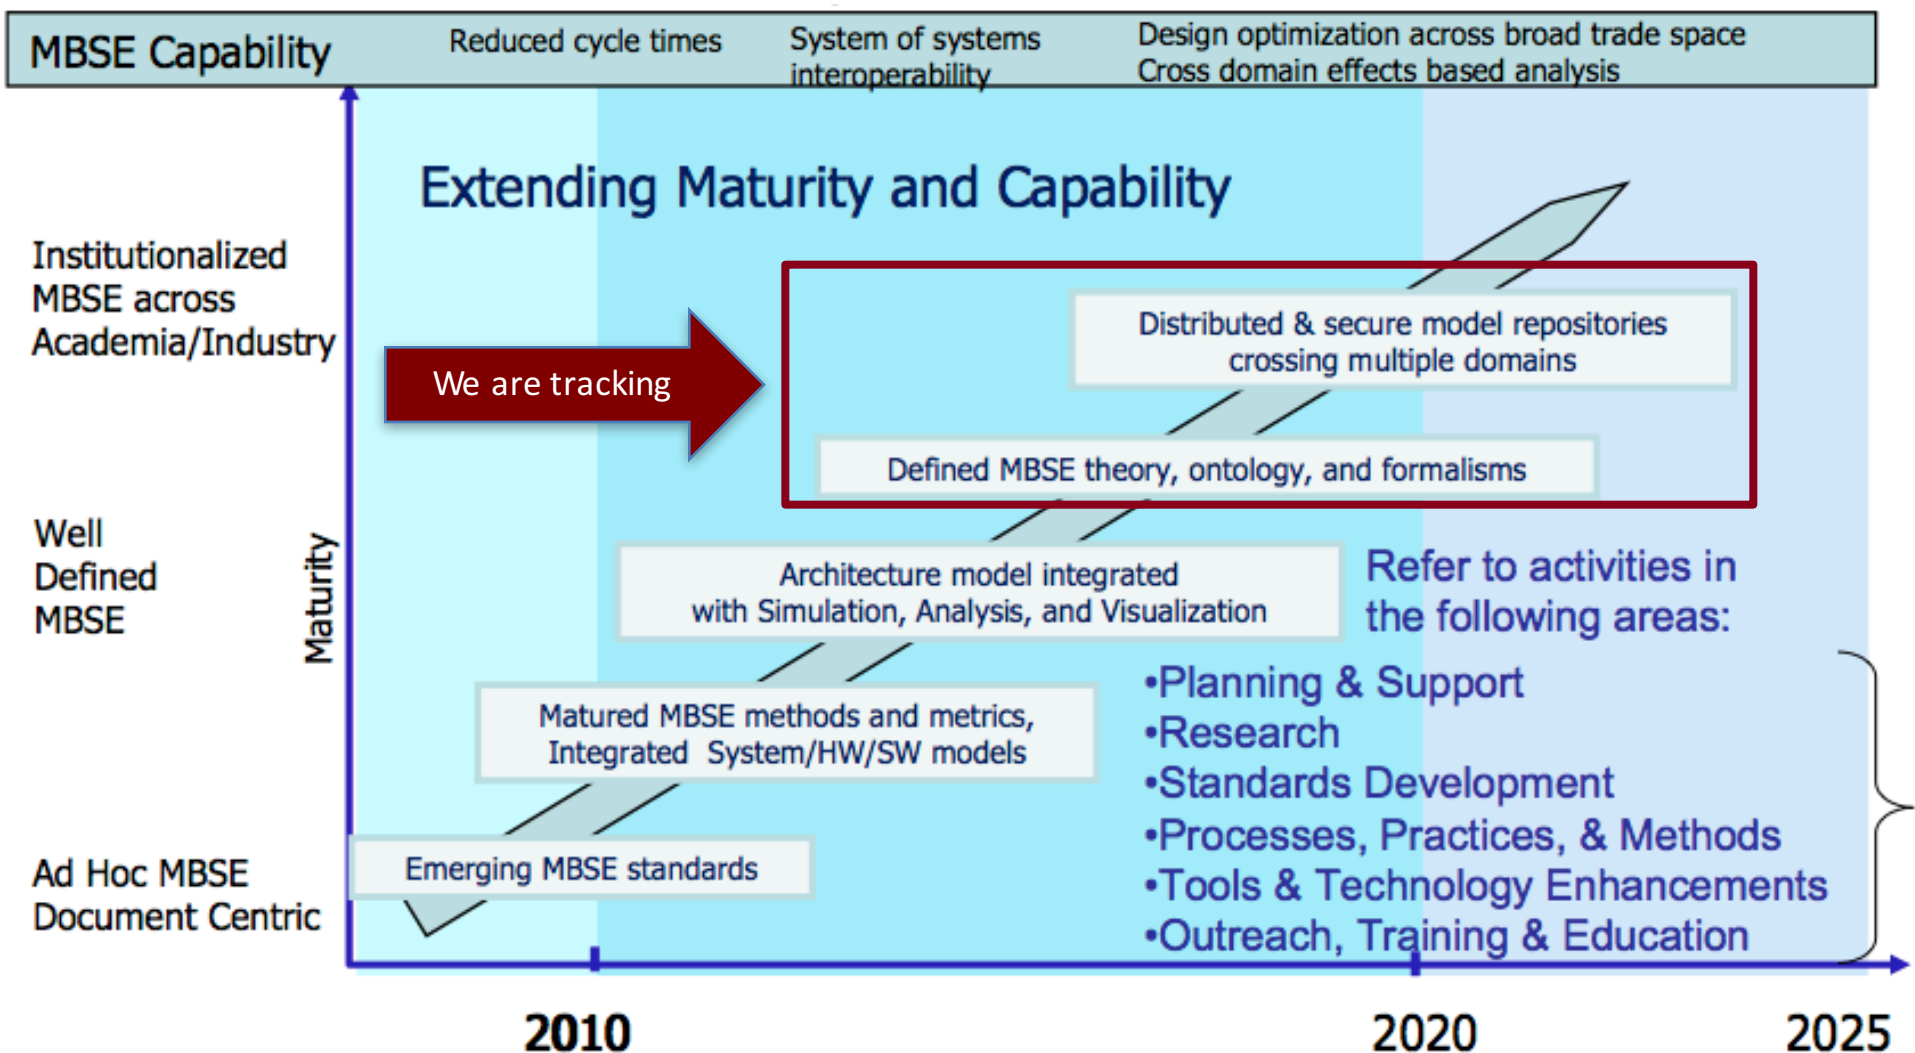 MBSE Capability
Reduced cycle times
System of systems
interoperability
Design optimization across broad trade space
Cross domain effects based analysis
Extending Maturity and Capability
Institutionalized
MBSE across
Academia/Industry
We are tracking
Distributed & secure model repositories
crossing multiple domains
Defined MBSE theory, ontology, and formalisms
Well
Defined
MBSE
Maturity
Architecture model integrated
with Simulation, Analysis, and Visualization
Refer to activities in
the following areas:
Matured MBSE methods and metrics,
Integrated System/HW/SW models
•Planning & Support
•Research
•Standards Development
•Processes, Practices, & Methods
•Tools & Technology Enhancements
•Outreach, Training & Education
Ad Hoc MBSE
Document Centric
Emerging MBSE standards
2010
2020
2025